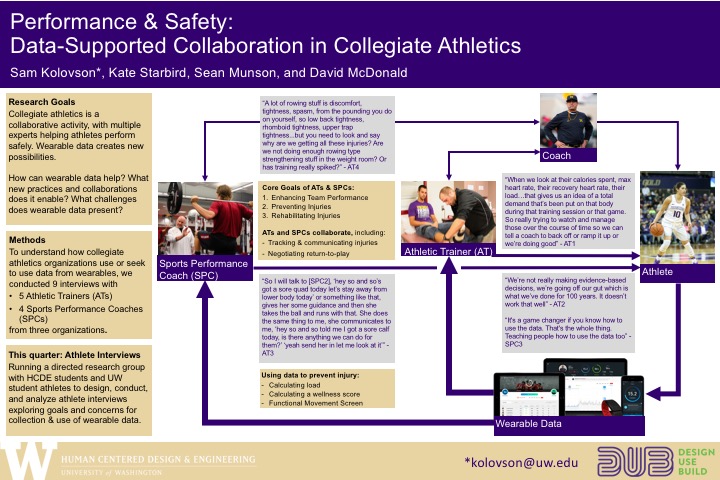 Performance & Safety:
Data-Supported Collaboration in Collegiate Athletics
Sam Kolovson*, Kate Starbird, Sean Munson, and David McDonald
Research Goals
Collegiate athletics is a
collaborative activity, with multiple
experts helping athletes perform
safely. Wearable data creates new
possibilities.
How can wearable data help? What
new practices and collaborations
does it enable? What challenges
does wearable data present?
Methods
To understand how collegiate
athletics organizations use or seek
to use data from wearables, we
conducted 9 interviews with
• 5 Athletic Trainers (ATs)
• 4 Sports Performance Coaches
(SPCs)
from three organizations.
This quarter: Athlete Interviews
Running a directed research group
with HCDE students and UW
student athletes to design, conduct,
and analyze athlete interviews
exploring goals and concerns for
collection & use of wearable data.
"A lot of rowing stuff is discomfort,
tightness, spasm, from the pounding you do
on yourself, so low back tightness,
rhomboid tightness, upper trap
tightness...but you need to look and say
why are we getting all these injuries? Are
we not doing enough rowing type
strengthening stuff in the weight room? Or
has training really spiked?" - AT4
Core Goals of ATs & SPCs:
1. Enhancing Team Performance
2. Preventing Injuries
3. Rehabilitating Injuries
ATs and SPCs collaborate, including:
- Tracking & communicating injuries
- Negotiating return-to-play
Sports Performance
Coach (SPC)
"So I will talk to [SPC2], 'hey so and so's
got a sore quad today let's stay away from
lower body today' or something like that,
gives her some guidance and then she
takes the ball and runs with that. She does
the same thing to me, she communicates to
me, 'hey so and so told me I got a sore calf
today, is there anything we can do for
them?' 'yeah send her in let me look at it'" -
AT3
Using data to prevent injury:
- Calculating load
- Calculating a wellness score
- Functional Movement Screen
Coach
Athletic Trainer (AT)
"When we look at their calories spent, max
heart rate, their recovery heart rate, their
load...that gives us an idea of a total
demand that's been put on that body
during that training session or that game.
So really trying to watch and manage
those over the course of time so we can
tell a coach to back off or ramp it up or
we're doing good" - AT1
10
Athlete
"We're not really making evidence-based
decisions, we're going off our gut which is
what we've done for 100 years. It doesn't
work that well" - AT2
"It's a game changer if you know how to
use the data. That's the whole thing.
Teaching people how to use the data too" -
SPC3
15.2
Wearable Data
W
HUMAN CENTERED DESIGN & ENGINEERING
UNIVERSITY of WASHINGTON
*kolovson@uw.edu
DUB
DESIGN
USE
BUILD